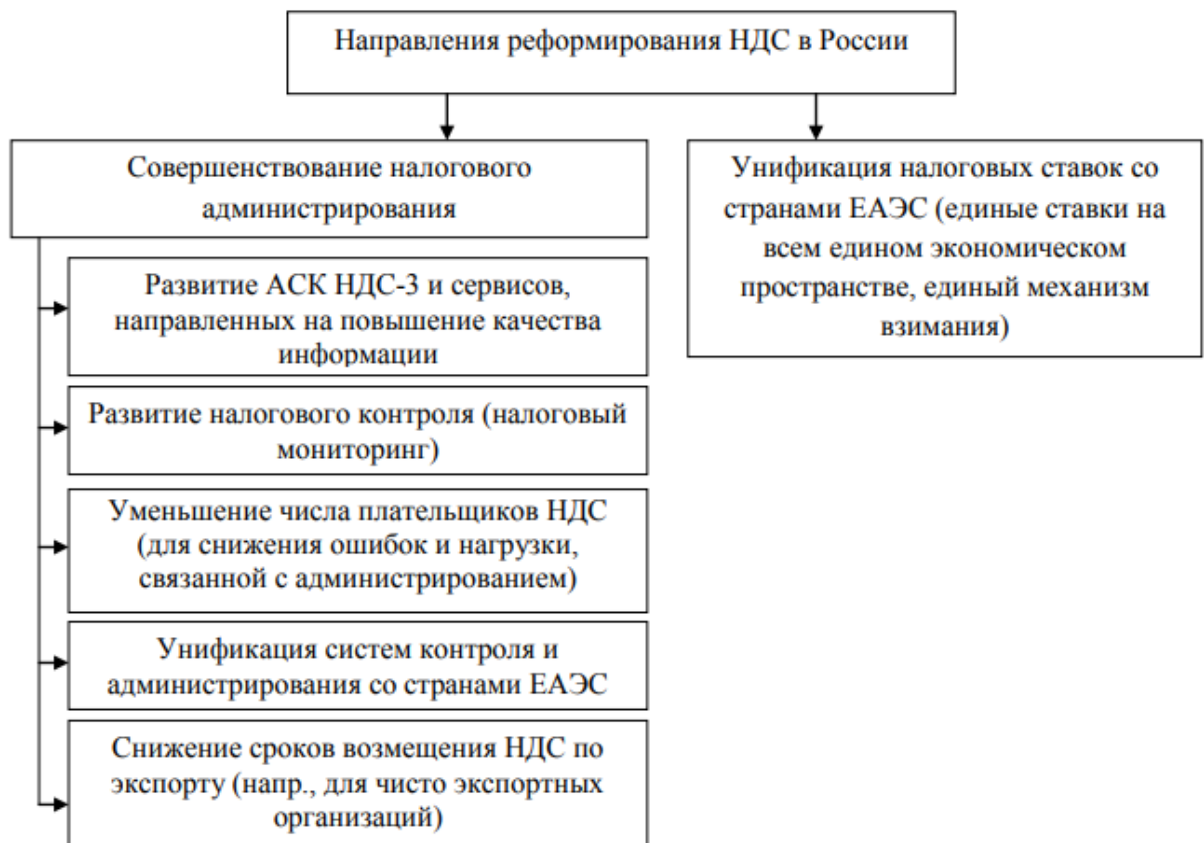 Направления реформирования НДС в России
Совершенствование налогового
администрирования
Развитие АСК НДС-3 и сервисов,
направленных на повышение качества
информации
Развитие налогового контроля (налоговый
мониторинг)
Уменьшение числа плательщиков НДС
(для снижения ошибок и нагрузки,
связанной с администрированием)
Унификация систем контроля и
администрирования со странами ЕАЭС
Снижение сроков возмещения НДС по
экспорту (напр., для чисто экспортных
организаций)
Унификация налоговых ставок со
странами ЕАЭС (единые ставки на
всем едином экономическом
пространстве, единый механизм
взимания)